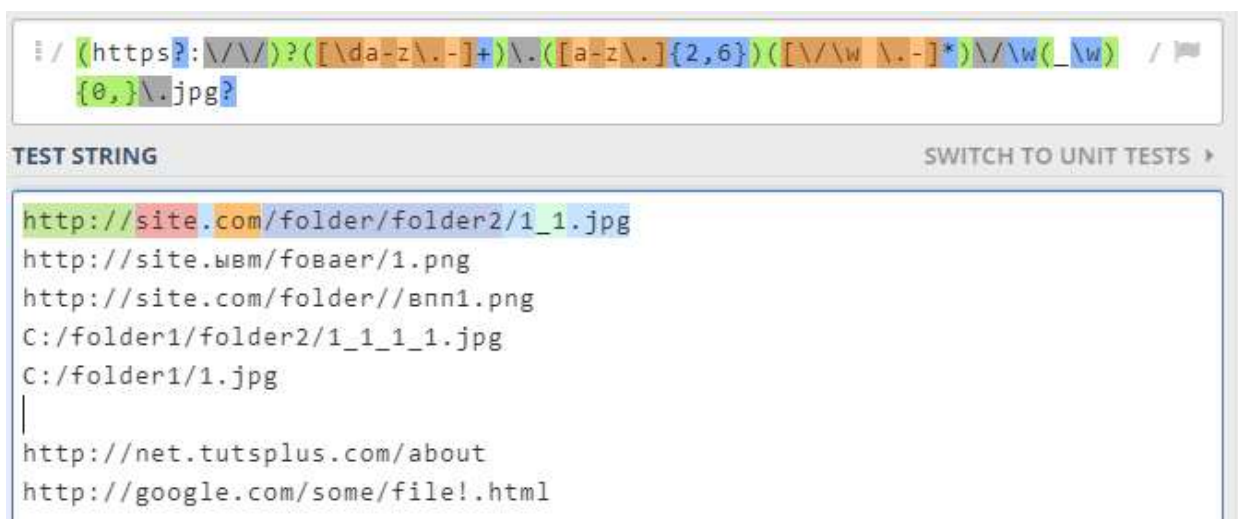 / (https?:\/\/)?([\da-z\.-]+)\.([a-z\.]{2,6})([\/\w \.-]*)\/\w(_\w) /
{0,}\.jpg?
TEST STRING SWITCH TO UNIT TESTS
http://site.com/folder/folder2/1_1.jpg
http://site.ывm/foваer/1.png
http://site.com/folder//впп1.png
C:/folder1/folder2/1_1_1_1.jpg
C:/folder1/1.jpg
http://net.tutsplus.com/about
http://google.com/some/file!.html